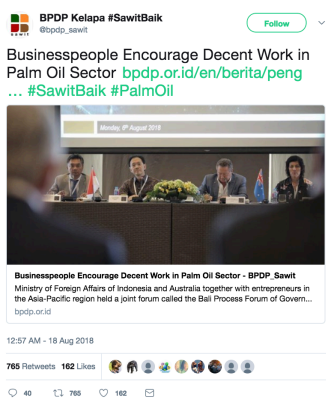 sawit
BPDP Kelapa #SawitBaik
@bpdp_sawit
Follow
Businesspeople Encourage Decent Work in
Palm Oil Sector bpdp.or.id/en/berita/peng
… #SawitBaik #PalmOil
Monday, 6th August 2018
Businesspeople Encourage Decent Work in Palm Oil Sector - BPDP_Sawit
Ministry of Foreign Affairs of Indonesia and Australia together with entrepreneurs in
the Asia-Pacific region held a joint forum called the Bali Process Forum of Govern...
bpdp.or.id
12:57 AM - 18 Aug 2018
765 Retweets 162 Likes
40 765 162